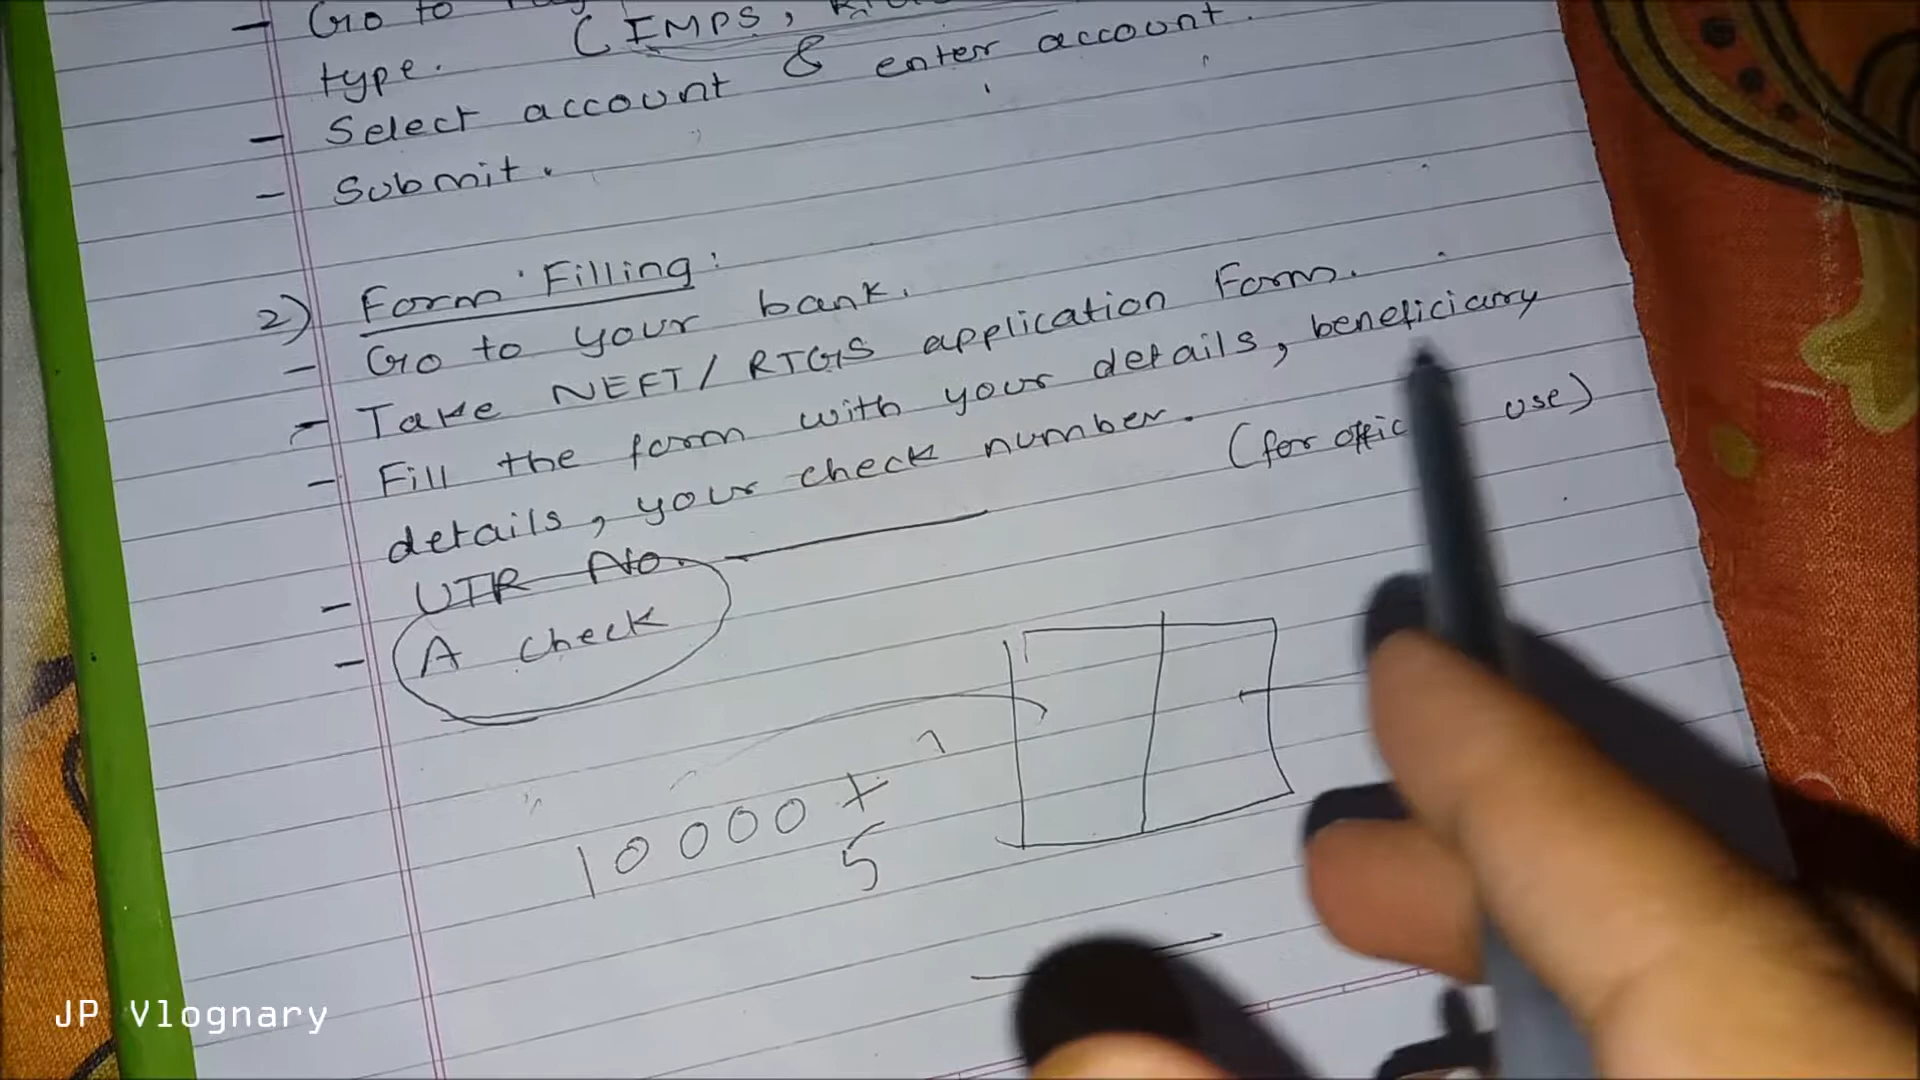 - Go to
type. (IMPS,
- Select account & enter account.
- Submit.
2) Form Filling:
- Go to your bank.
- Take NEFT/RTGS application Form.
- Fill the form with your details, beneficiary
details, your check number.
(for offic use)
- UTR No.
- A check
10000 +
5
JP Vlognary